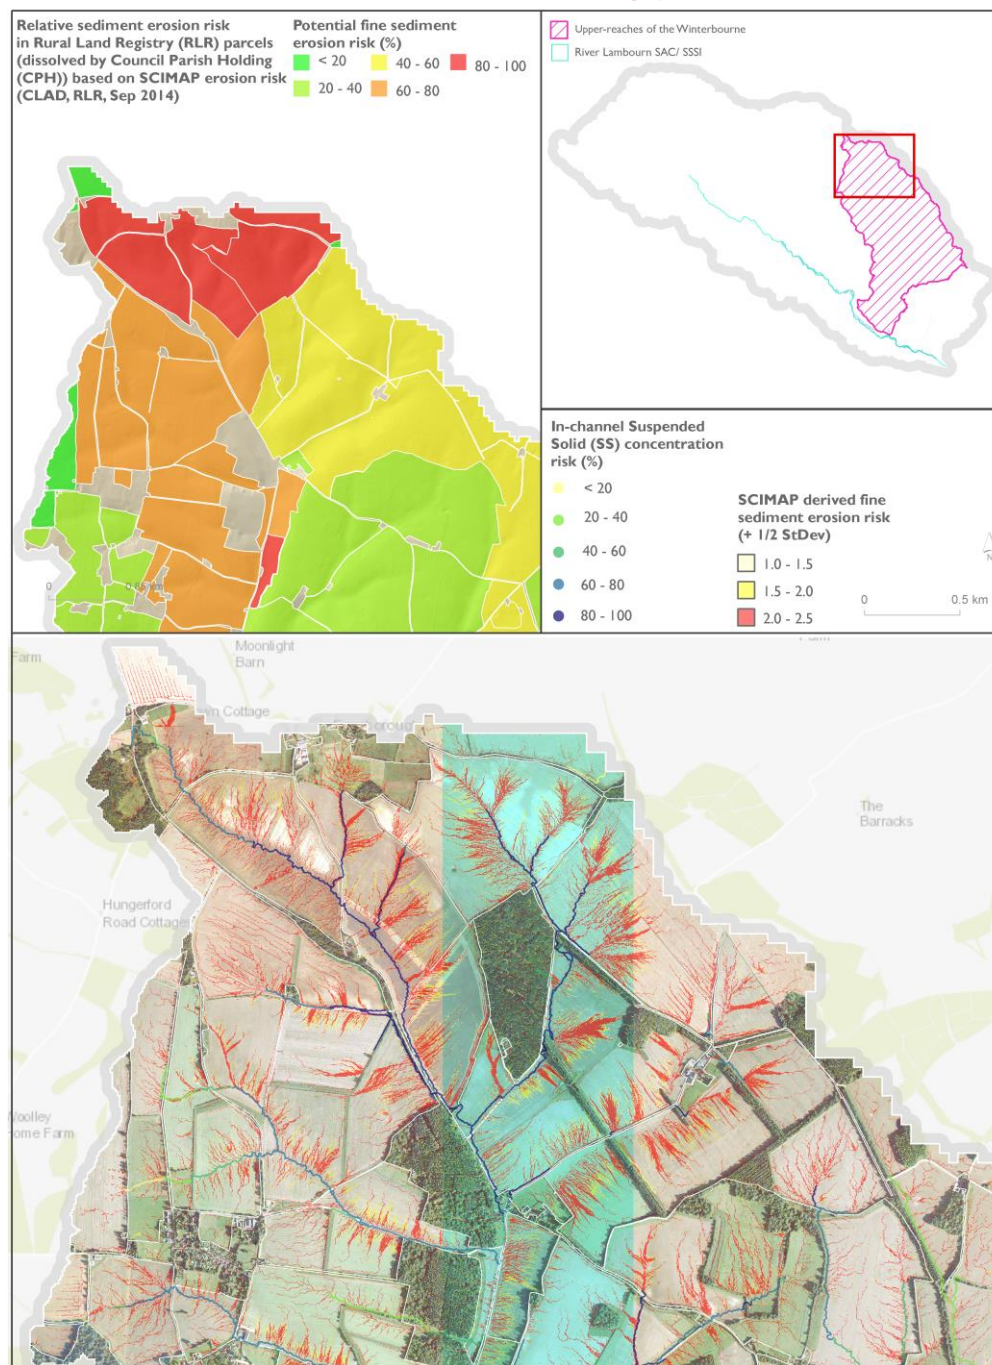 Relative sediment erosion risk
in Rural Land Registry (RLR) parcels
(dissolved by Council Parish Holding
(CPH)) based on SCIMAP erosion risk
(CLAD, RLR, Sep 2014)
Potential fine sediment
erosion risk (%)
< 20
40 - 60
80 - 100
20 - 40
60 - 80
0
Upper-reaches of the Winterbourne
River Lambourn SAC/ SSSI
In-channel Suspended
Solid (SS) concentration
risk (%)
< 20
20 - 40
40 - 60
60 - 80
80 - 100
SCIMAP derived fine
sediment erosion risk
(+ 1/2 StDev)
1.0 - 1.5
1.5 - 2.0
2.0 - 2.5
N
0
0.5 km
Farm
Moonlight
Barn
Cottage
The
Barracks
Hungerford
Road Cottages
Woolley
Home Farm